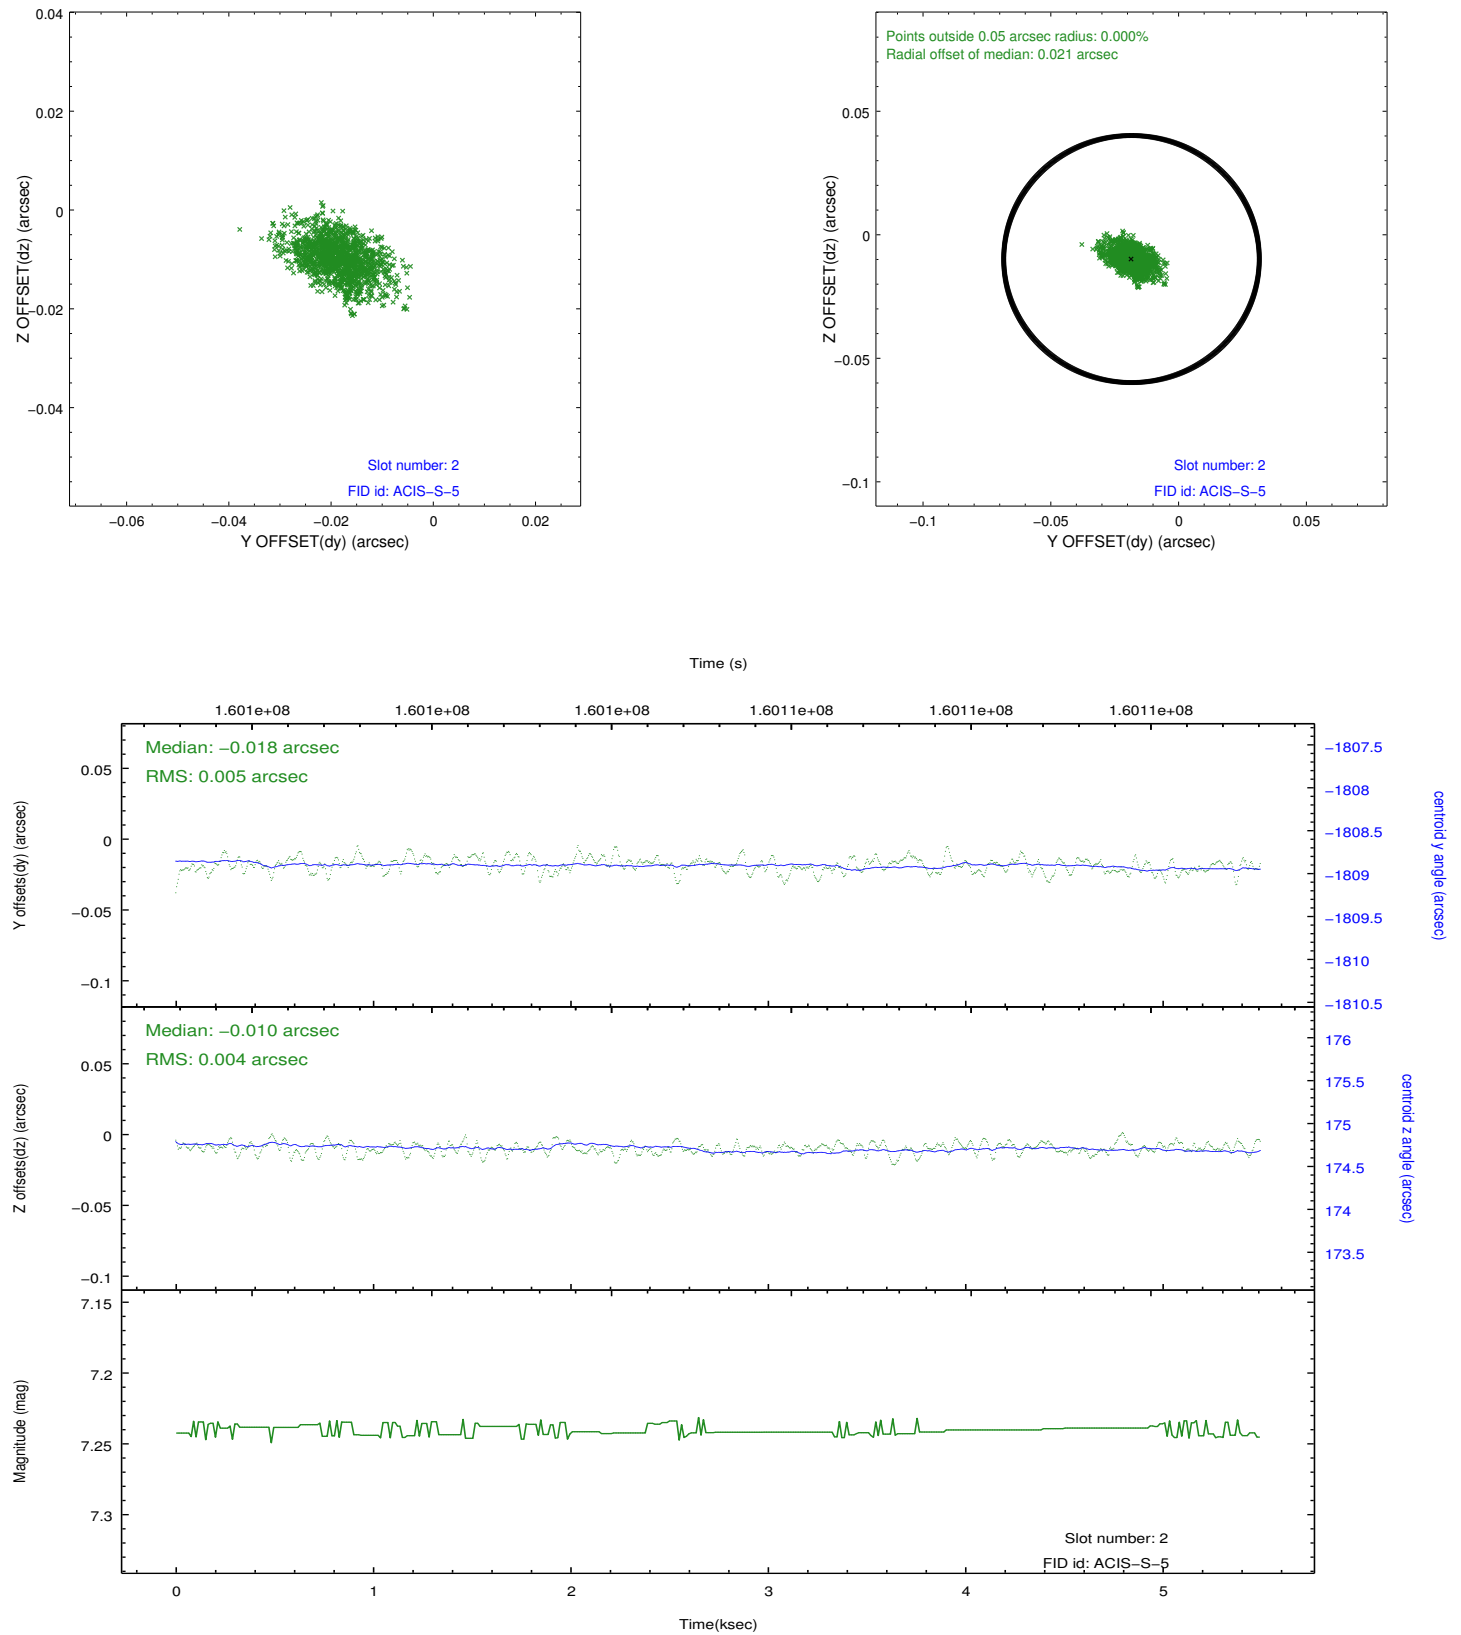 0.04
0.02
0
−0.02
−0.04
Z OFFSET(dz) (arcsec)
Slot number: 2
FID id: ACIS−S−5
−0.06
−0.04
−0.02
0
0.02
Y OFFSET(dy) (arcsec)
Points outside 0.05 arcsec radius: 0.000%
Radial offset of median: 0.021 arcsec
0.05
0
−0.05
−0.1
Z OFFSET(dz) (arcsec)
Slot number: 2
FID id: ACIS−S−5
−0.1
−0.05
0
0.05
Y OFFSET(dy) (arcsec)
Time (s)
1.601e+08
1.601e+08
1.601e+08
1.6011e+08
1.6011e+08
1.6011e+08
Median: −0.018 arcsec
RMS: 0.005 arcsec
0.05
0
−0.05
−0.1
Y offsets(dy) (arcsec)
−1807.5
−1808
−1808.5
−1809
−1809.5
−1810
−1810.5
centroid y angle (arcsec)
Median: −0.010 arcsec
RMS: 0.004 arcsec
0.05
0
−0.05
−0.1
Z offsets(dz) (arcsec)
176
175.5
175
174.5
174
173.5
centroid z angle (arcsec)
7.15
7.2
7.25
7.3
Magnitude (mag)
Slot number: 2
FID id: ACIS−S−5
0
1
2
3
4
5
Time(ksec)